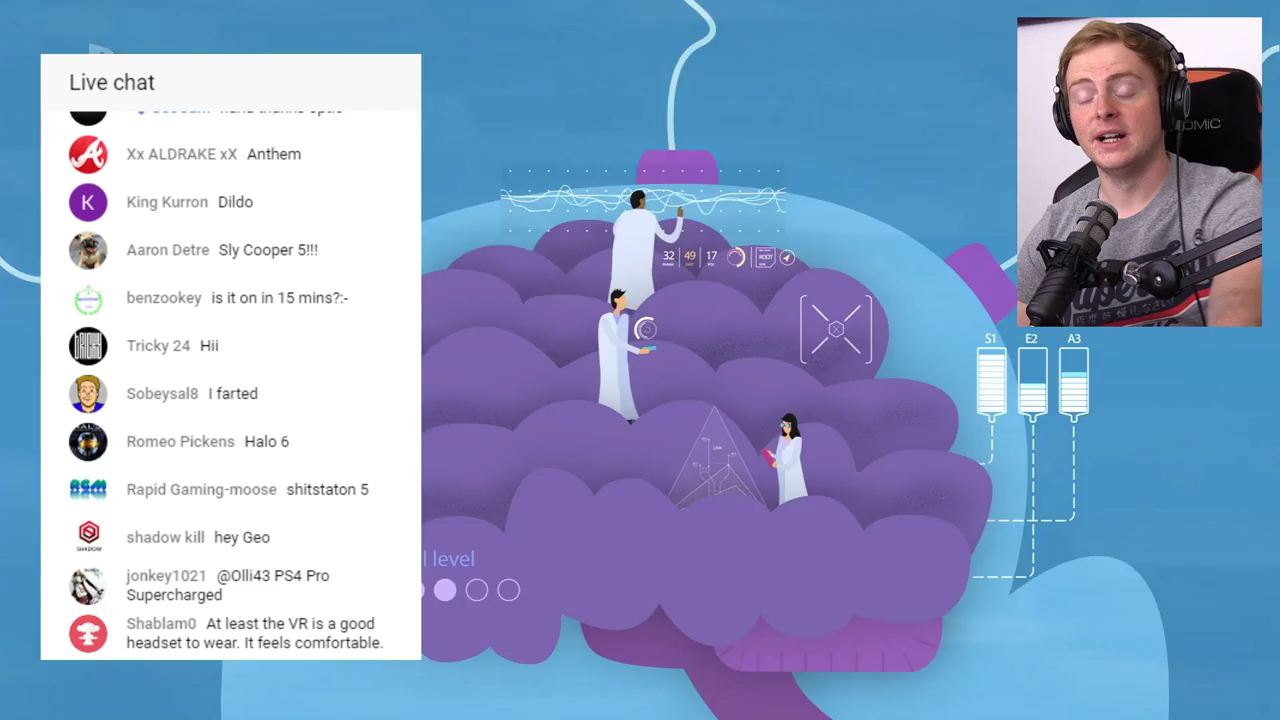 Live chat
Xx ALDRAKE xX Anthem
King Kurron Dildo
Aaron Detre Sly Cooper 5!!!
benzookey is it on in 15 mins?:-
Tricky 24 Hii
Sobeysal8 I farted
Romeo Pickens Halo 6
Rapid Gaming-moose shitstaton 5
shadow kill hey Geo
jonkey1021 @Olli43 PS4 Pro
Supercharged
Shablam0 At least the VR is a good
headset to wear. It feels comfortable.
K
SHADOW
32 49 17
ROOT
S1 E2 A3
level
OMIC